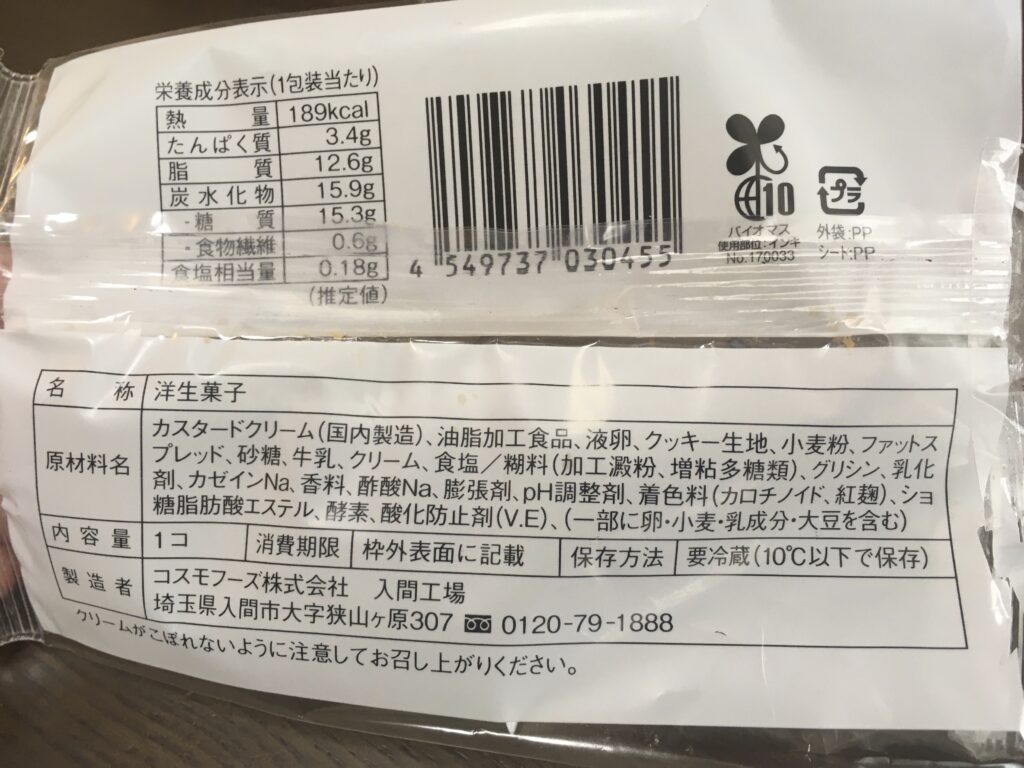 栄養成分表示(1包装当たり)
熱量 189kcal
たんぱく質 3.4g
脂質 12.6g
炭水化物 15.9g
-糖質 15.3g
-食物繊維 0.6g
食塩相当量 0.18g
(推定値)
4 549737 030455
10
バイオマス
使用部位:インキ
No.170033
プラ
外袋:PP
シート:PP
名称 洋生菓子
原材料名 カスタードクリーム(国内製造)、油脂加工食品、液卵、クッキー生地、小麦粉、ファットス
プレッド、砂糖、牛乳、クリーム、食塩/糊料(加工澱粉、増粘多糖類)、グリシン、乳化
剤、カゼインNa、香料、酢酸Na、膨張剤、pH調整剤、着色料(カロチノイド、紅麹)、ショ
糖脂肪酸エステル、酵素、酸化防止剤(V.E)、(一部に卵・小麦・乳成分・大豆を含む)
内容量 1コ 消費期限 枠外表面に記載 保存方法 要冷蔵(10℃以下で保存)
製造者 コスモフーズ株式会社 入間工場
埼玉県入間市大字狭山ヶ原307 0120-79-1888
クリームがこぼれないように注意してお召し上がりください。